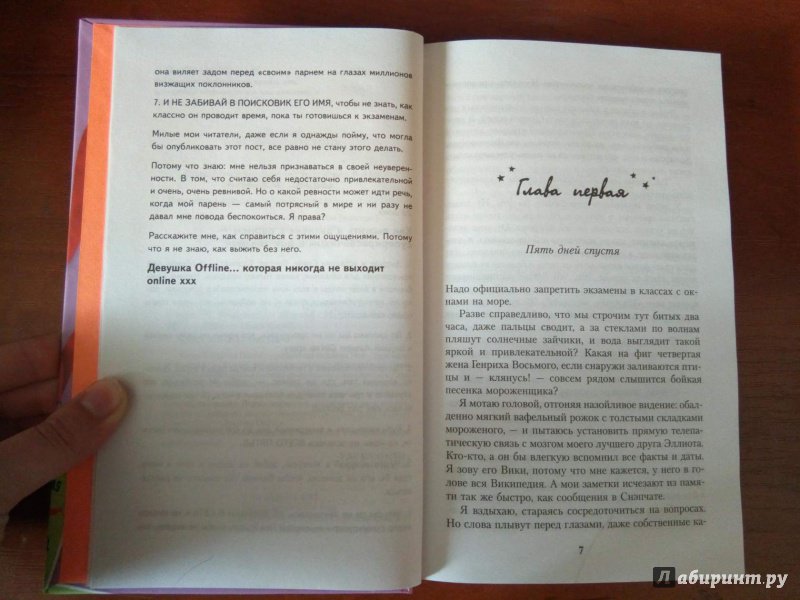 она виляет задом перед «своим» парнем на глазах миллионов
визжащих поклонников.
7. И НЕ ЗАБИВАЙ В ПОИСКОВИК ЕГО ИМЯ, чтобы не знать, как
классно он проводит время, пока ты готовишься к экзаменам.
Милые мои читатели, даже если я однажды пойму, что могла
бы опубликовать этот пост, все равно не стану этого делать.
Потому что знаю: мне нельзя признаваться в своей неуверен-
ности. В том, что считаю себя недостаточно привлекательной
и очень, очень ревнивой. Но о какой ревности может идти речь,
когда мой парень — самый потрясный в мире и ни разу не
давал мне повода беспокоиться. Я права?
Расскажите мне, как справиться с этими ощущениями. Потому
что я не знаю, как выжить без него.
Девушка Offline... которая никогда не выходит
online xxx
Глава первая
Пять дней спустя
Надо официально запретить экзамены в классах с ок-
нами на море.
Разве справедливо, что мы строчим тут битых два
часа, даже пальцы сводит, а за стеклами по волнам
пляшут солнечные зайчики, и вода выглядит такой
яркой и привлекательной? Какая на фиг четвертая
жена Генриха Восьмого, если снаружи заливаются пти-
цы и — клянусь! — совсем рядом слышится бойкая
песенка мороженщика?
Я мотаю головой, отгоняя назойливое видение: обал-
денно мягкий вафельный рожок с толстыми складками
мороженого, — и пытаюсь установить прямую телепа-
тическую связь с мозгом моего лучшего друга Эллиота.
Кто-кто, а он бы влегкую вспомнил все факты и даты.
Я зову его Вики, потому что мне кажется, у него в го-
лове вся Википедия. А мои заметки исчезают из памя-
ти так же быстро, как сообщения в Снэпчате.
Я вздыхаю, стараясь сосредоточиться на вопросах.
Но слова плывут перед глазами, даже собственные ка-
7
Лабиринт.ру